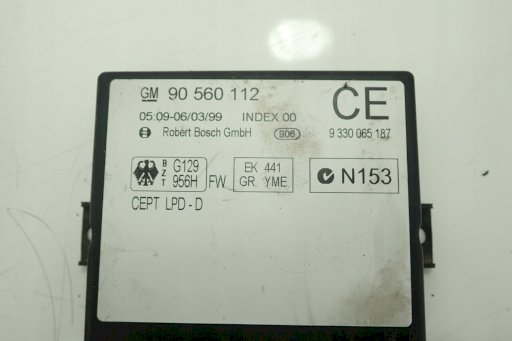 GM 90 560 112 CE
05:09-06/03/99 INDEX 00
Robert Bosch GmbH 906 9 330 065 187
BZT G129 956H FW EK 441 GR. YME. N153
CEPT LPD - D